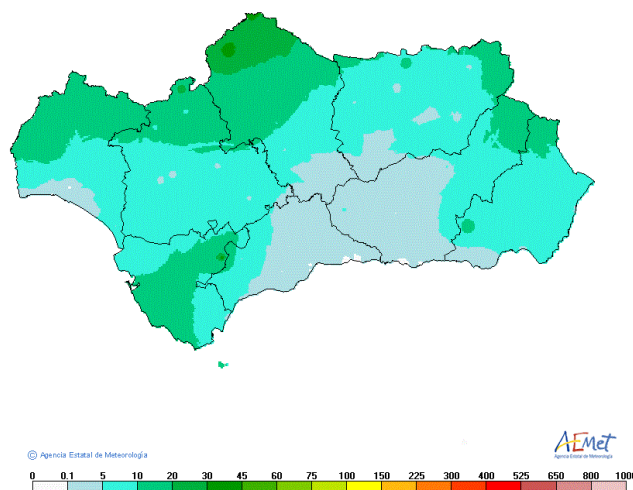 AEMet
Agencia Estatal de Meteorología
© Agencia Estatal de Meteorología
0 0.1 5 10 20 30 45 60 75 100 150 225 300 400 525 650 800 1000